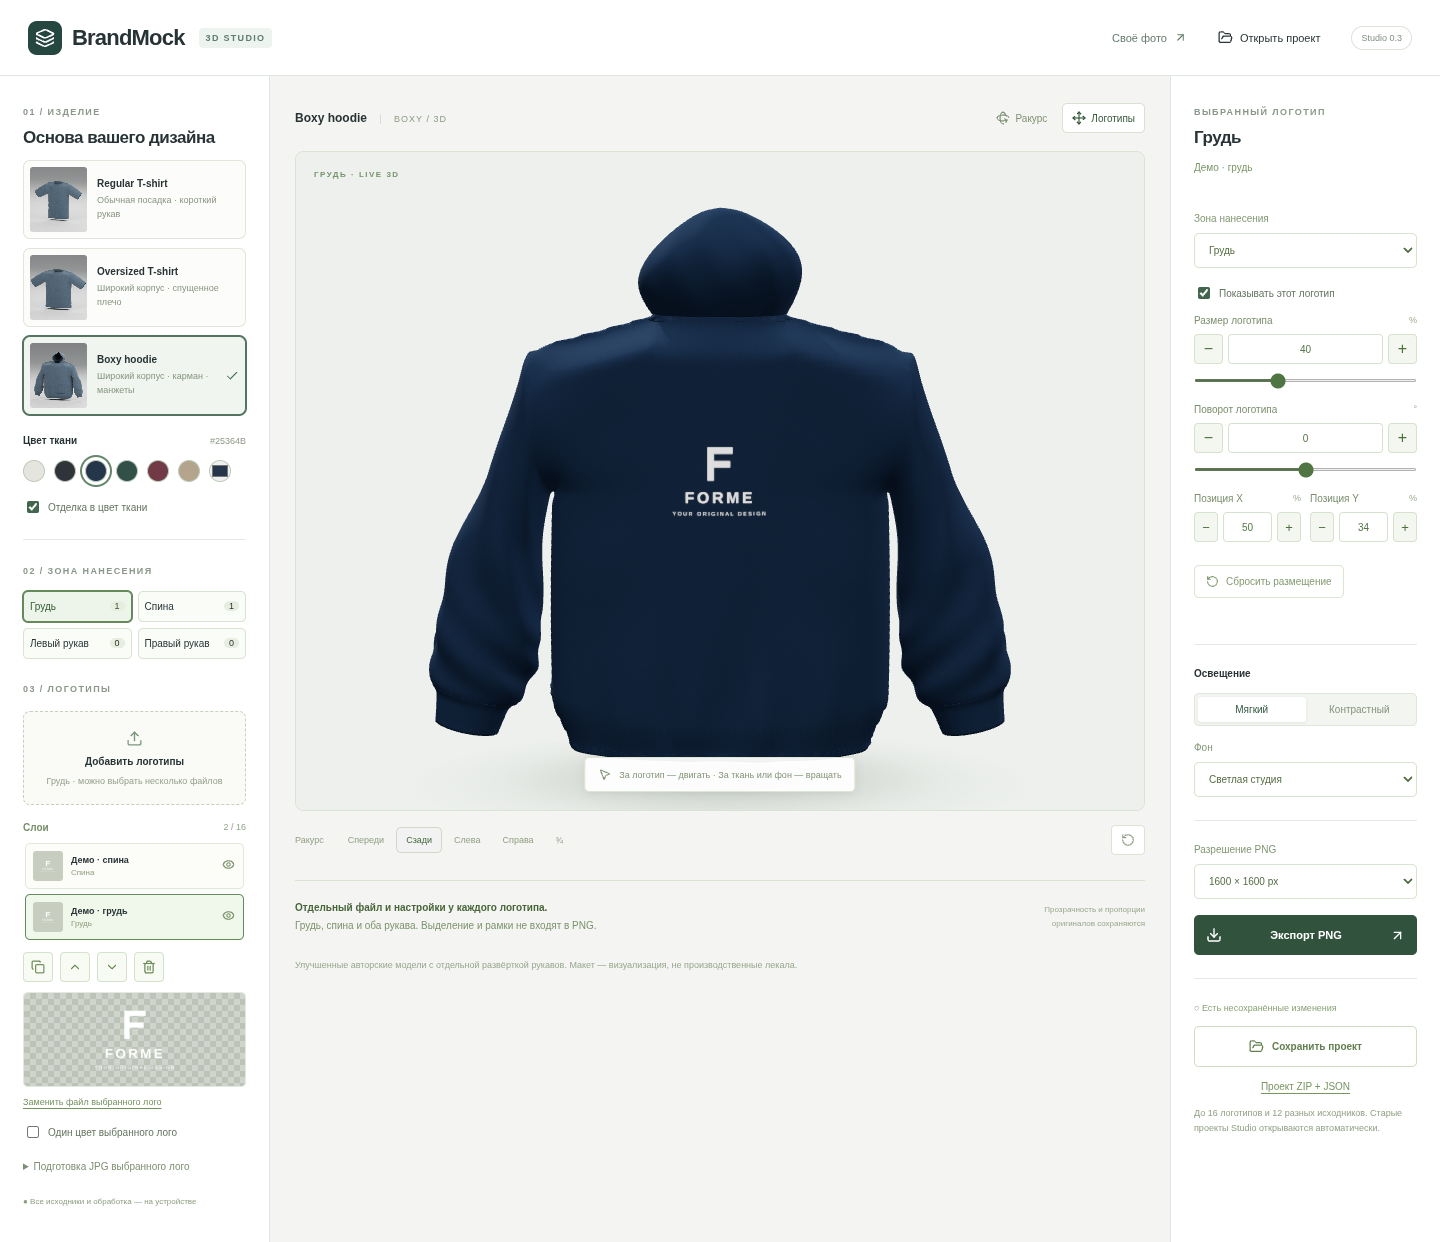 BrandMock
3D STUDIO
Своё фото
Открыть проект
Studio 0.3
01 / ИЗДЕЛИЕ
Основа вашего дизайна
Regular T-shirt
Обычная посадка · короткий
рукав
Oversized T-shirt
Широкий корпус · спущенное
плечо
Boxy hoodie
Широкий корпус · карман ·
манжеты
Цвет ткани
#25364B
Отделка в цвет ткани
02 / ЗОНА НАНЕСЕНИЯ
Грудь 1
Спина 1
Левый рукав 0
Правый рукав 0
03 / ЛОГОТИПЫ
Добавить логотипы
Грудь · можно выбрать несколько файлов
Слои
2 / 16
Демо · спина
Спина
Демо · грудь
Грудь
F
FORME
Заменить файл выбранного лого
Один цвет выбранного лого
Подготовка JPG выбранного лого
● Все исходники и обработка — на устройстве
Boxy hoodie
BOXY / 3D
Ракурс
Логотипы
ГРУДЬ · LIVE 3D
F
FORME
YOUR ORIGINAL DESIGN
За логотип — двигать · За ткань или фон — вращать
Ракурс
Спереди
Сзади
Слева
Справа
¾
Отдельный файл и настройки у каждого логотипа.
Грудь, спина и оба рукава. Выделение и рамки не входят в PNG.
Прозрачность и пропорции
оригиналов сохраняются
Улучшенные авторские модели с отдельной развёрткой рукавов. Макет — визуализация, не производственные лекала.
ВЫБРАННЫЙ ЛОГОТИП
Грудь
Демо · грудь
Зона нанесения
Грудь
Показывать этот логотип
Размер логотипа %
− 40 +
Поворот логотипа °
− 0 +
Позиция X %
Позиция Y %
− 50 +
− 34 +
Сбросить размещение
Освещение
Мягкий
Контрастный
Фон
Светлая студия
Разрешение PNG
1600 × 1600 px
Экспорт PNG
○ Есть несохранённые изменения
Сохранить проект
Проект ZIP + JSON
До 16 логотипов и 12 разных исходников. Старые
проекты Studio открываются автоматически.